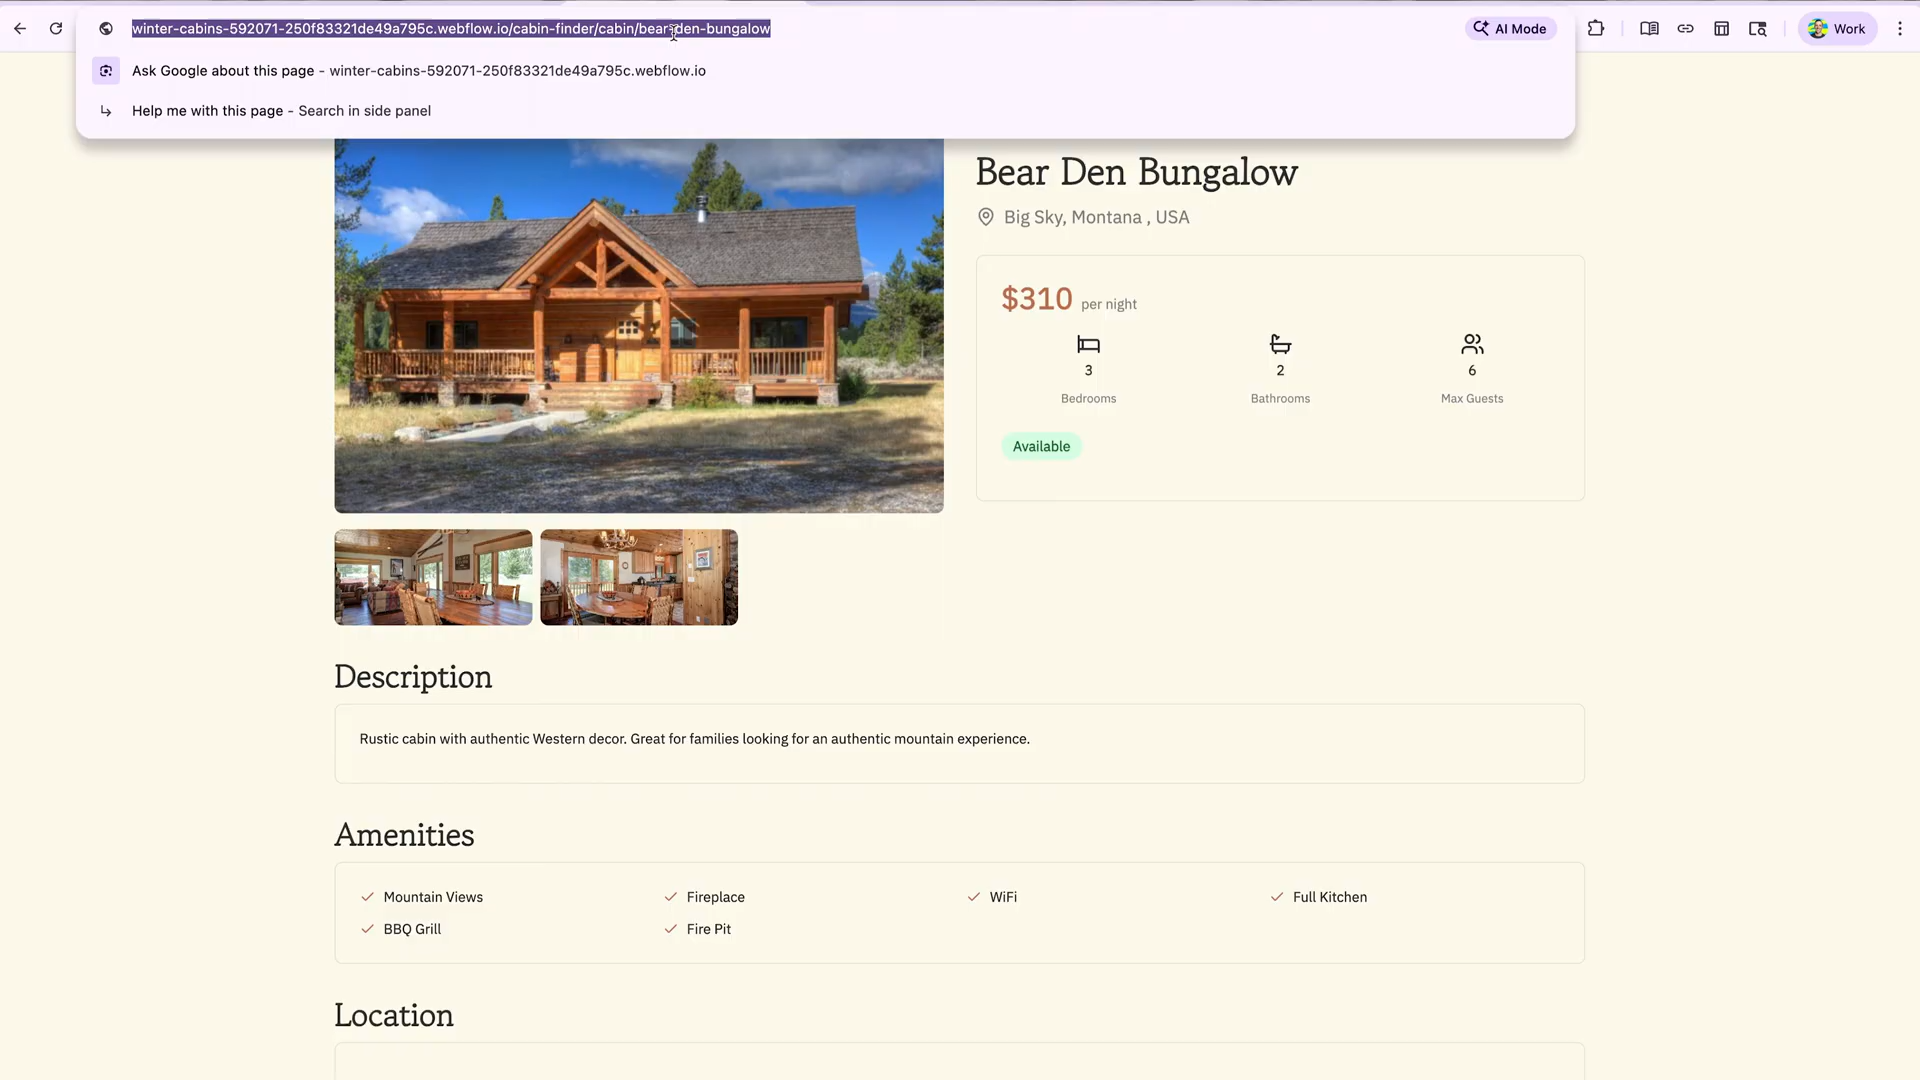 winter-cabins-592071-250f83321de49a795c.webflow.io/cabin-finder/cabin/bear-den-bungalow
AI Mode
Work
Ask Google about this page - winter-cabins-592071-250f83321de49a795c.webflow.io
Help me with this page - Search in side panel
Bear Den Bungalow
Big Sky, Montana , USA
$310 per night
3
2
6
Bedrooms
Bathrooms
Max Guests
Available
Description
Rustic cabin with authentic Western decor. Great for families looking for an authentic mountain experience.
Amenities
Mountain Views
Fireplace
WiFi
Full Kitchen
BBQ Grill
Fire Pit
Location